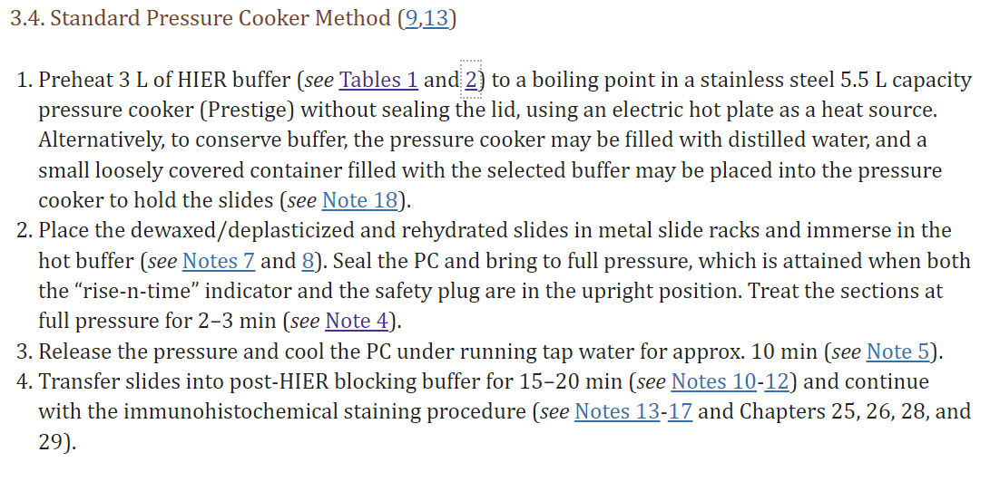 3.4. Standard Pressure Cooker Method (9,13)
1. Preheat 3 L of HIER buffer (see Tables 1 and 2) to a boiling point in a stainless steel 5.5 L capacity
pressure cooker (Prestige) without sealing the lid, using an electric hot plate as a heat source.
Alternatively, to conserve buffer, the pressure cooker may be filled with distilled water, and a
small loosely covered container filled with the selected buffer may be placed into the pressure
cooker to hold the slides (see Note 18).
2. Place the dewaxed/deplasticized and rehydrated slides in metal slide racks and immerse in the
hot buffer (see Notes 7 and 8). Seal the PC and bring to full pressure, which is attained when both
the “rise-n-time” indicator and the safety plug are in the upright position. Treat the sections at
full pressure for 2–3 min (see Note 4).
3. Release the pressure and cool the PC under running tap water for approx. 10 min (see Note 5).
4. Transfer slides into post-HIER blocking buffer for 15–20 min (see Notes 10-12) and continue
with the immunohistochemical staining procedure (see Notes 13-17 and Chapters 25, 26, 28, and
29).